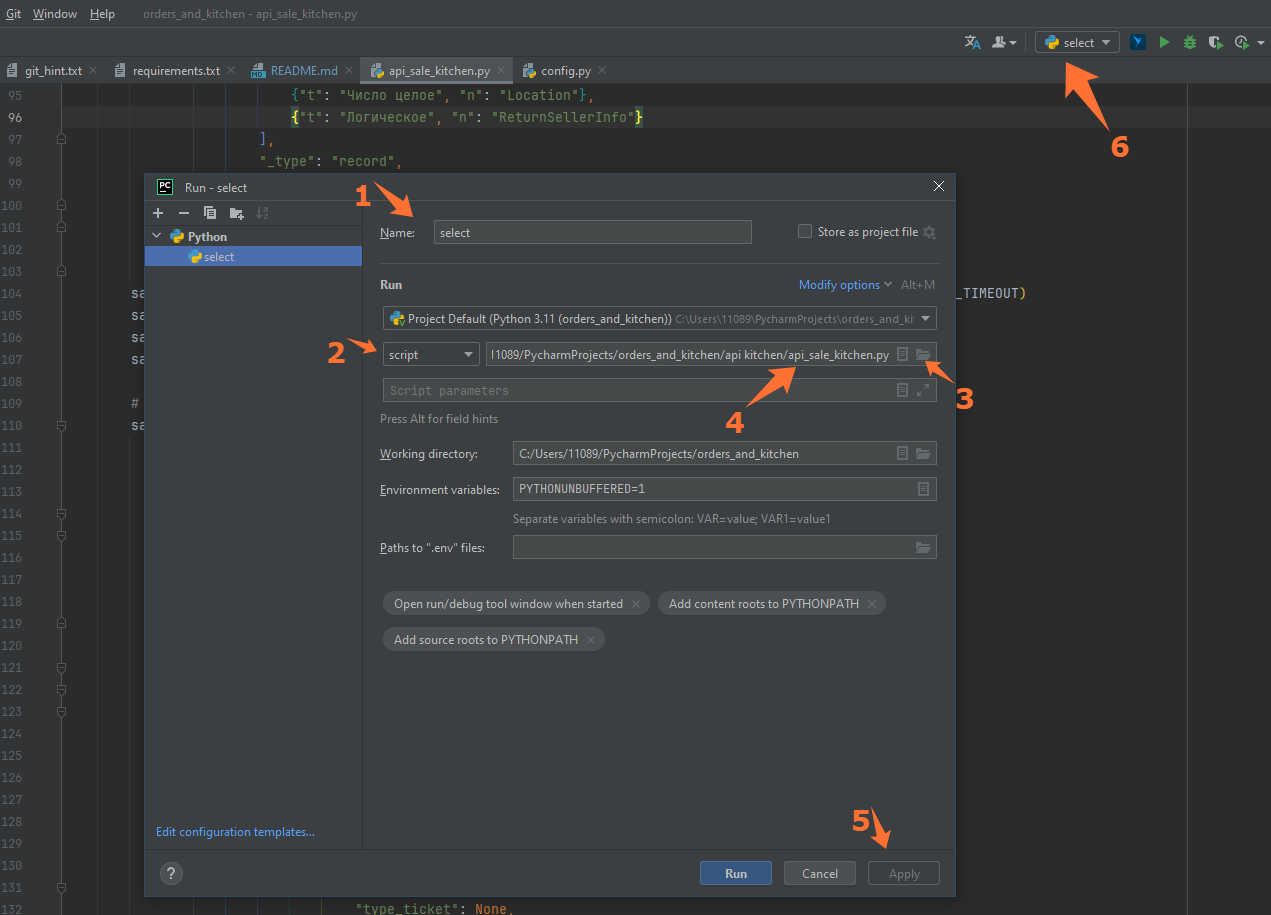 Git Window Help orders_and_kitchen - api_sale_kitchen.py
select
git_hint.txt requirements.txt README.md api_sale_kitchen.py config.py
95 {"t": "Число целое", "n": "Location"},
96 {"t": "Логическое", "n": "ReturnSellerInfo"}
97 ],
98 "_type": "record",
6
99
PC Run - select
1
100
101
Python
Name: select Store as project file
102
select
103
Run Modify options Alt+M
104 sa _TIMEOUT)
105 sa
Project Default (Python 3.11 (orders_and_kitchen)) C:\Users\11089\PycharmProjects\orders_and_ki
106 sa
2
107 sa
script 11089/PycharmProjects/orders_and_kitchen/api kitchen/api_sale_kitchen.py
108
Script parameters
3
109 #
Press Alt for field hints
4
110 sa
111
Working directory: C:/Users/11089/PycharmProjects/orders_and_kitchen
112
113
Environment variables: PYTHONUNBUFFERED=1
114
Separate variables with semicolon: VAR=value; VAR1=value1
115
Paths to ".env" files:
116
117
118
Open run/debug tool window when started Add content roots to PYTHONPATH
119
120
Add source roots to PYTHONPATH
121
122
123
124
125
126
127
128
5
129
Edit configuration templates...
130
? Run Cancel Apply
131
132 "type_ticket": None,